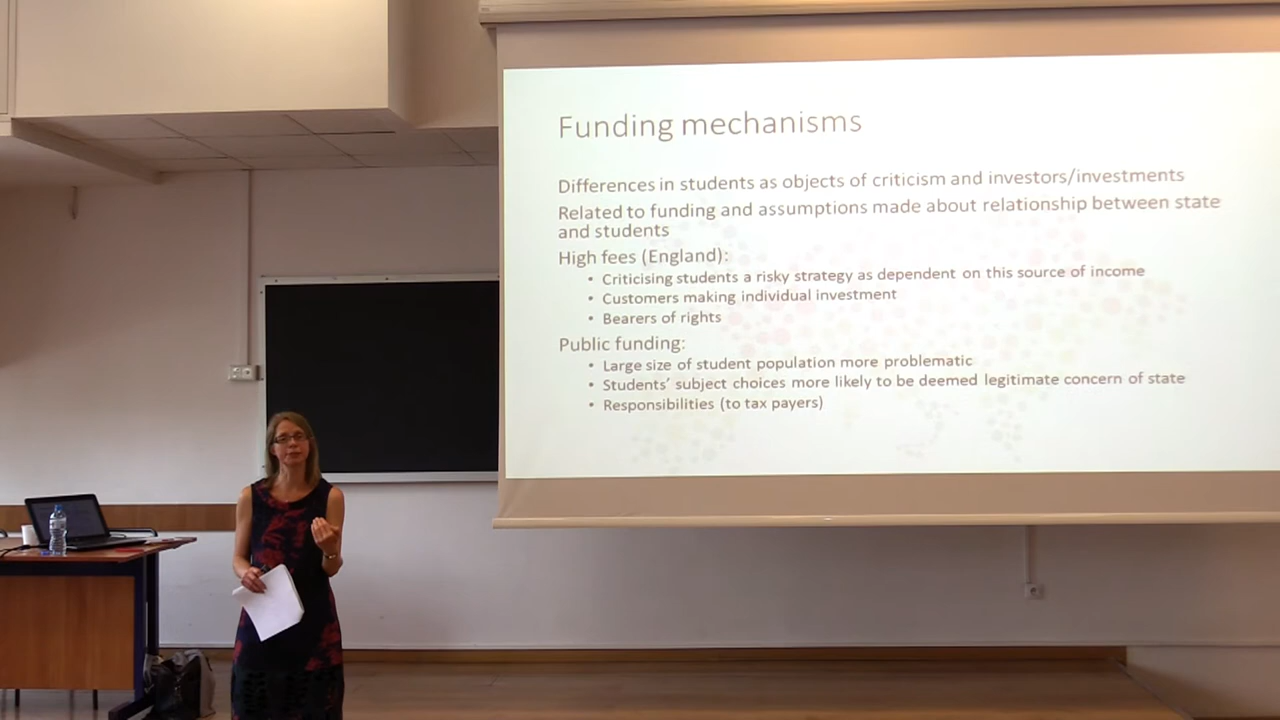 Funding mechanisms
Differences in students as objects of criticism and investors/investments
Related to funding and assumptions made about relationship between state
and students
High fees (England):
• Criticising students a risky strategy as dependent on this source of income
• Customers making individual investment
• Bearers of rights
Public funding:
• Large size of student population more problematic
• Students' subject choices more likely to be deemed legitimate concern of state
• Responsibilities (to tax payers)